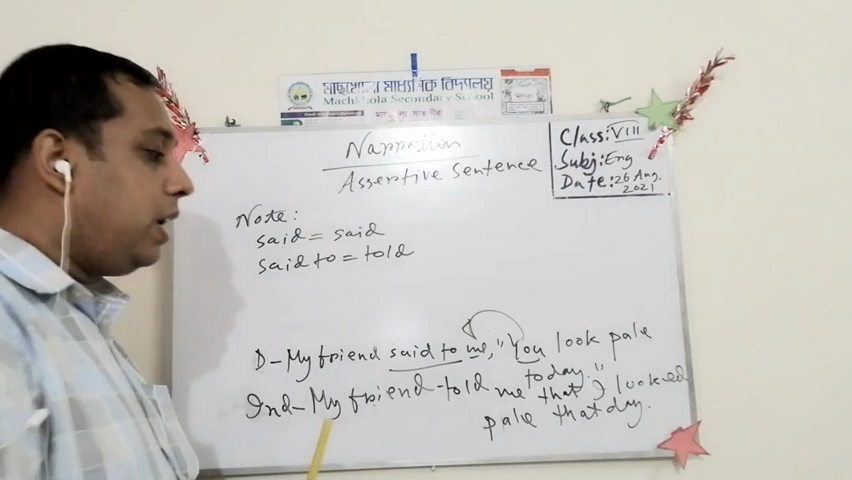 মাছখোলা মাধ্যমিক বিদ্যালয়
Machkhola Secondary School
Narration
Assertive Sentence
Class: VIII
Subj: Eng
Date: 26 Aug.
2021
Note:
said = said
said to = told
D - My friend said to me, "You look pale
today."
Ind - My friend told me that I looked
pale that day.